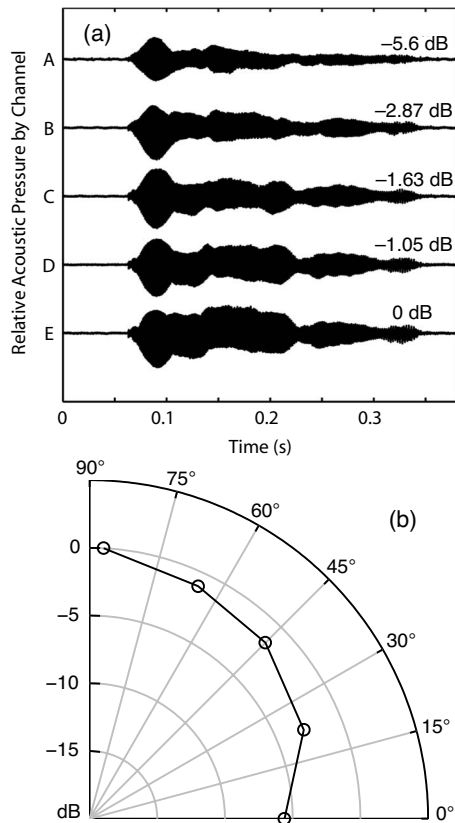 (a)
Relative Acoustic Pressure by Channel
A
−5.6 dB
B
−2.87 dB
C
−1.63 dB
D
−1.05 dB
E
0 dB
0 0.1 0.2 0.3
Time (s)
90°
75°
(b)
60°
0
45°
−5
30°
−10
15°
−15
dB
0°